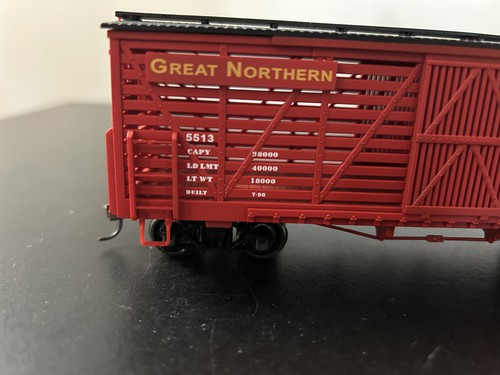 GREAT NORTHERN
5513
CAPY 38000
LD LMT 40000
LT WT 18000
BUILT 7-98